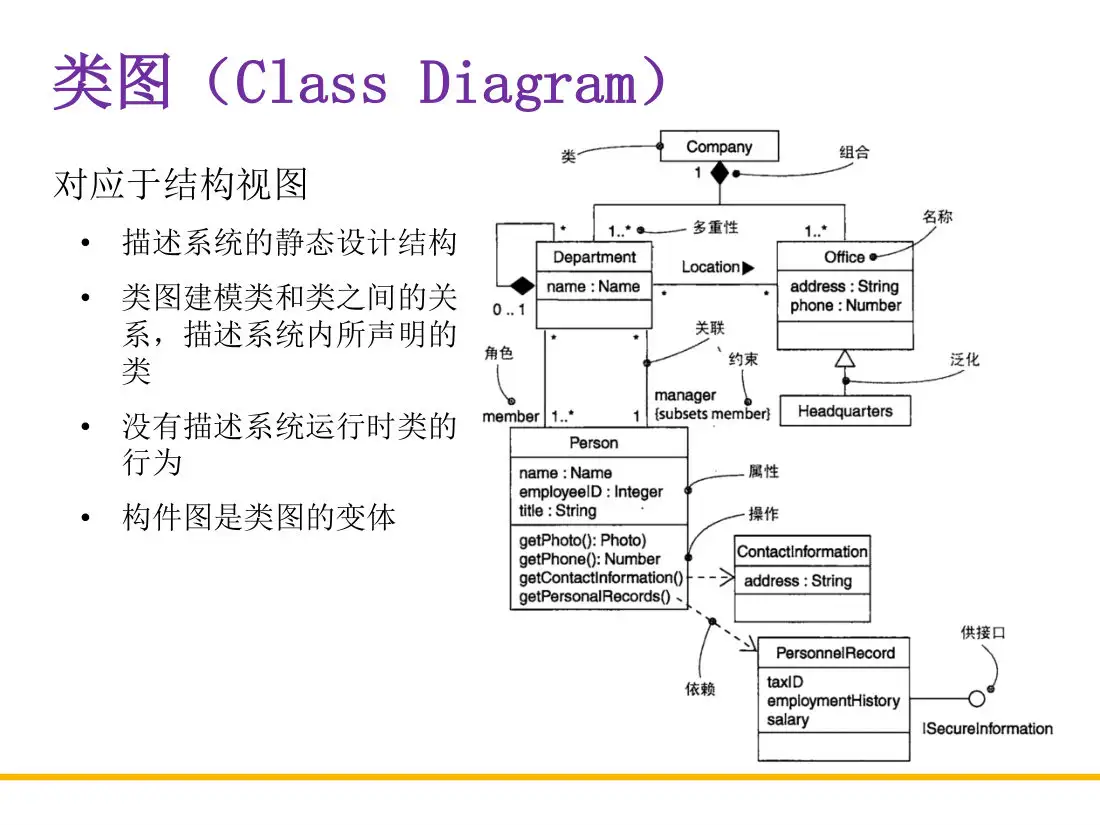 类图（Class Diagram）
对应于结构视图
• 描述系统的静态设计结构
• 类图建模类和类之间的关
系，描述系统内所声明的
类
• 没有描述系统运行时类的
行为
• 构件图是类图的变体
类
Company
组合
1
*
1..*
多重性
1..*
名称
Department
name : Name
Location
Office
address : String
phone : Number
*
*
0 .. 1
*
*
关联
角色
约束
泛化
member
1..*
1
manager
{subsets member}
Headquarters
Person
name : Name
employeeID : Integer
title : String
属性
操作
getPhoto(): Photo)
getPhone(): Number
getContactInformation()
getPersonalRecords()
ContactInformation
address : String
依赖
供接口
PersonnelRecord
taxID
employmentHistory
salary
ISecureInformation